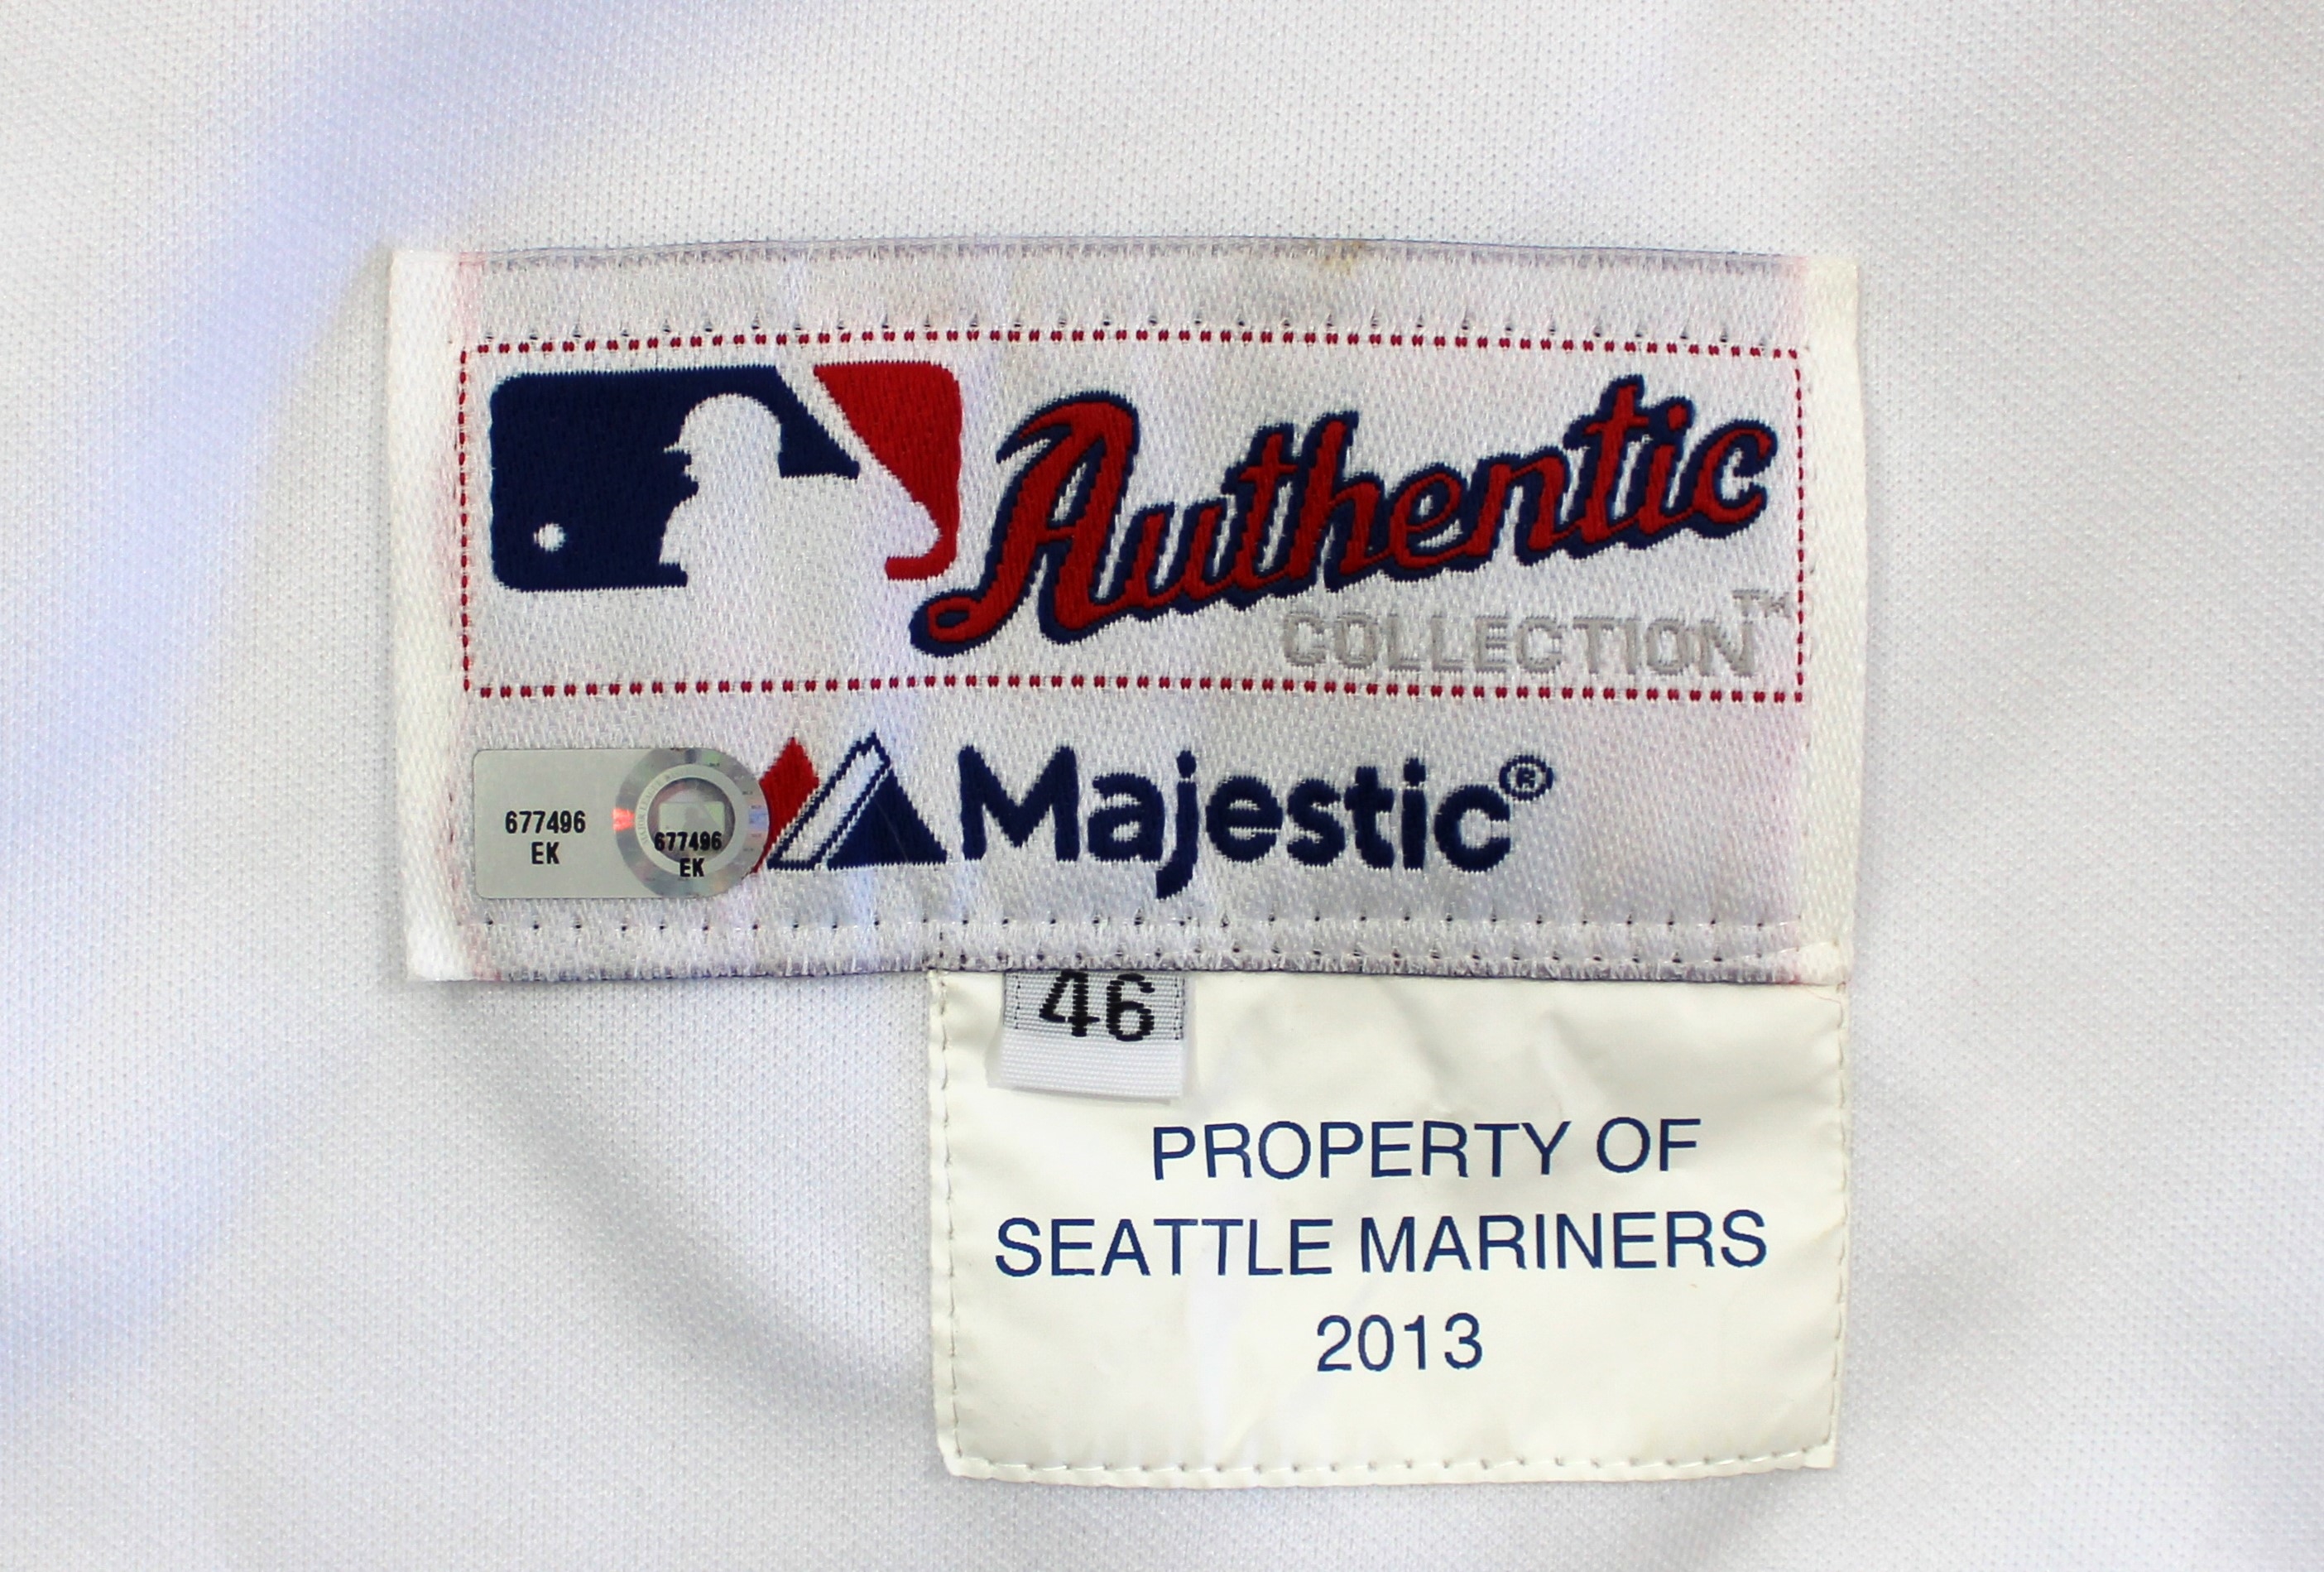 Authentic
COLLECTION™
677496
EK
677496
EK
Majestic®
46
PROPERTY OF
SEATTLE MARINERS
2013